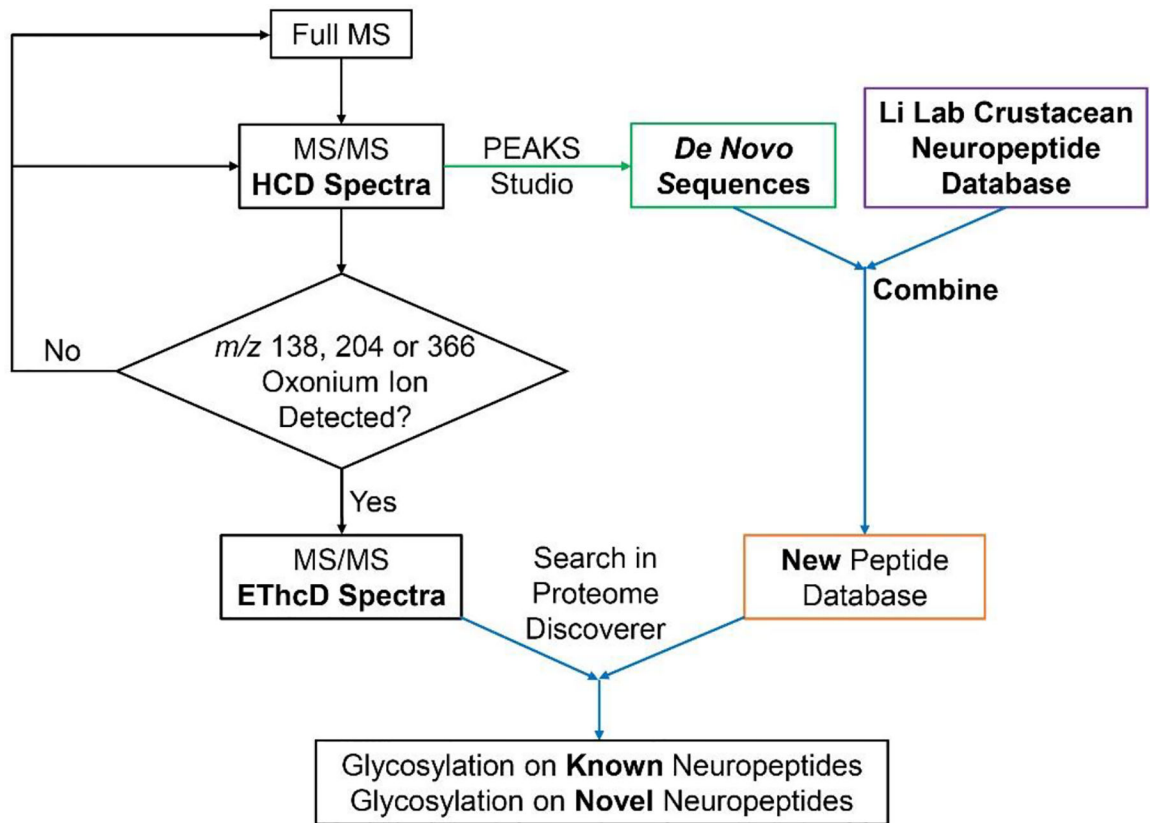 Full MS
MS/MS
HCD Spectra
PEAKS
Studio
De Novo
Sequences
Li Lab Crustacean
Neuropeptide
Database
Combine
No
m/z 138, 204 or 366
Oxonium Ion
Detected?
Yes
MS/MS
EThcD Spectra
Search in
Proteome
Discoverer
New Peptide
Database
Glycosylation on Known Neuropeptides
Glycosylation on Novel Neuropeptides